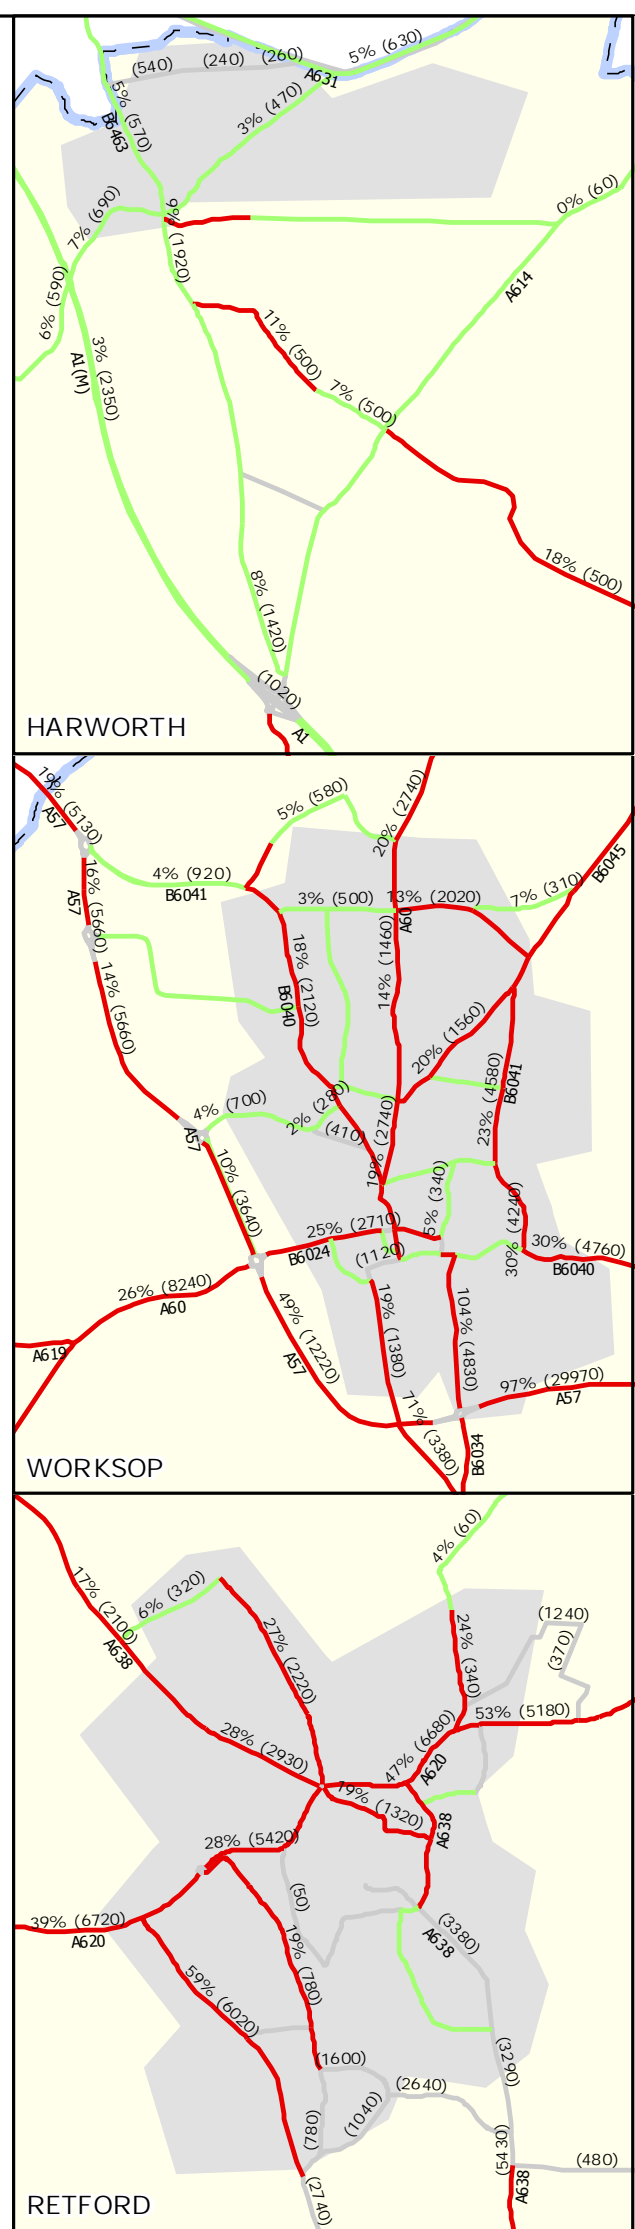 (540)
(240)
(260)
5% (630)
A631
5% (570)
B6463
3% (470)
7% (690)
9% (1920)
0% (60)
6% (590)
A614
A1(M)
3% (2350)
11% (500)
7% (500)
18% (500)
8% (1420)
(1020)
A1
HARWORTH
19% (5130)
A57
5% (580)
20% (2740)
16% (5660)
A57
4% (920)
B6041
3% (500)
13% (2020)
A60
7% (310)
B6045
18% (2120)
B6040
14% (1460)
14% (5660)
20% (1560)
4% (700)
2% (280)
(410)
A57
19% (2740)
23% (4580)
B6041
10% (3640)
5% (340)
25% (2710)
B6024
(1120)
30% (4240)
30% (4760)
B6040
26% (8240)
A60
A619
49% (12220)
A57
19% (1380)
104% (4830)
97% (29970)
A57
71% (3380)
B6034
WORKSOP
4% (60)
17% (2100)
A638
6% (320)
27% (2220)
24% (340)
(1240)
(370)
53% (5180)
28% (2930)
47% (6680)
A620
19% (1320)
A638
28% (5420)
(50)
39% (6720)
A620
(3380)
A638
19% (780)
59% (6020)
(1600)
(3290)
(2640)
(1040)
(780)
(5430)
(480)
A638
(2740)
RETFORD